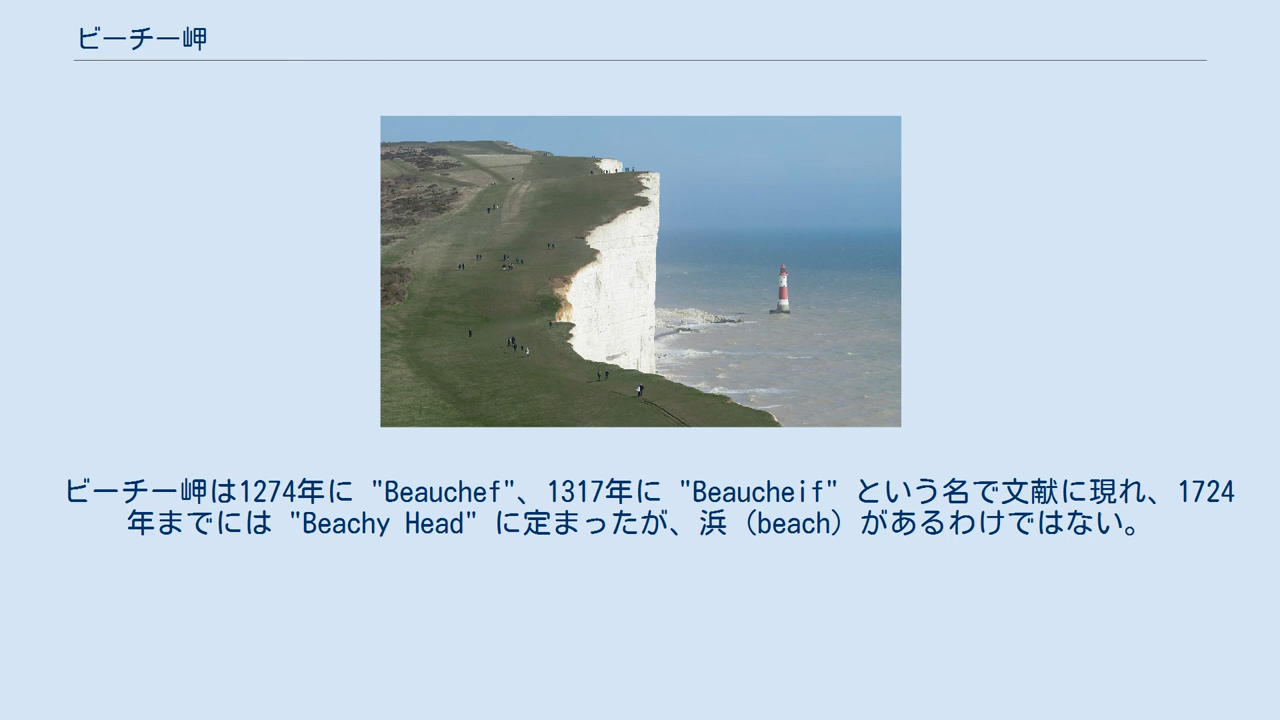 ビーチー岬
ビーチー岬は1274年に "Beauchef"、1317年に "Beaucheif" という名で文献に現れ、1724
年までには "Beachy Head" に定まったが、浜（beach）があるわけではない。